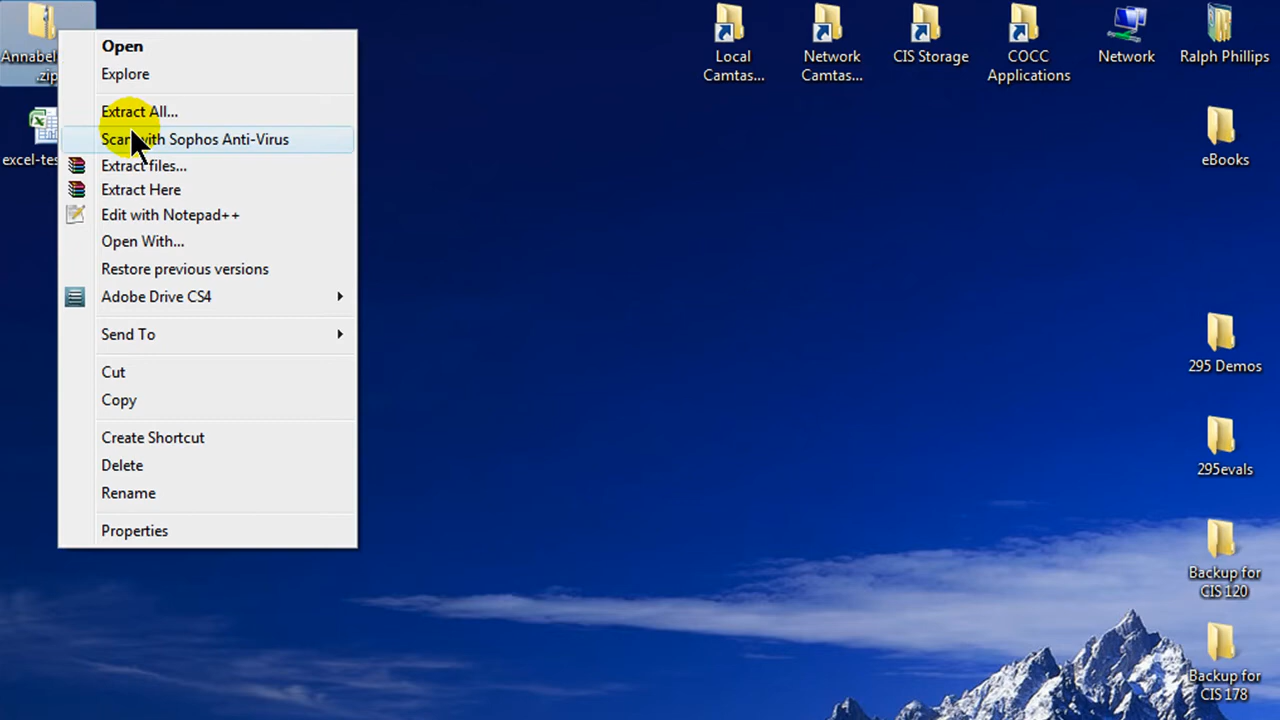 Annabel
.zip
excel-tes
Open
Explore
Extract All...
Scan with Sophos Anti-Virus
Extract files...
Extract Here
Edit with Notepad++
Open With...
Restore previous versions
Adobe Drive CS4
Send To
Cut
Copy
Create Shortcut
Delete
Rename
Properties
Local
Camtas...
Network
Camtas...
CIS Storage
COCC
Applications
Network
Ralph Phillips
eBooks
295 Demos
295evals
Backup for
CIS 120
Backup for
CIS 178